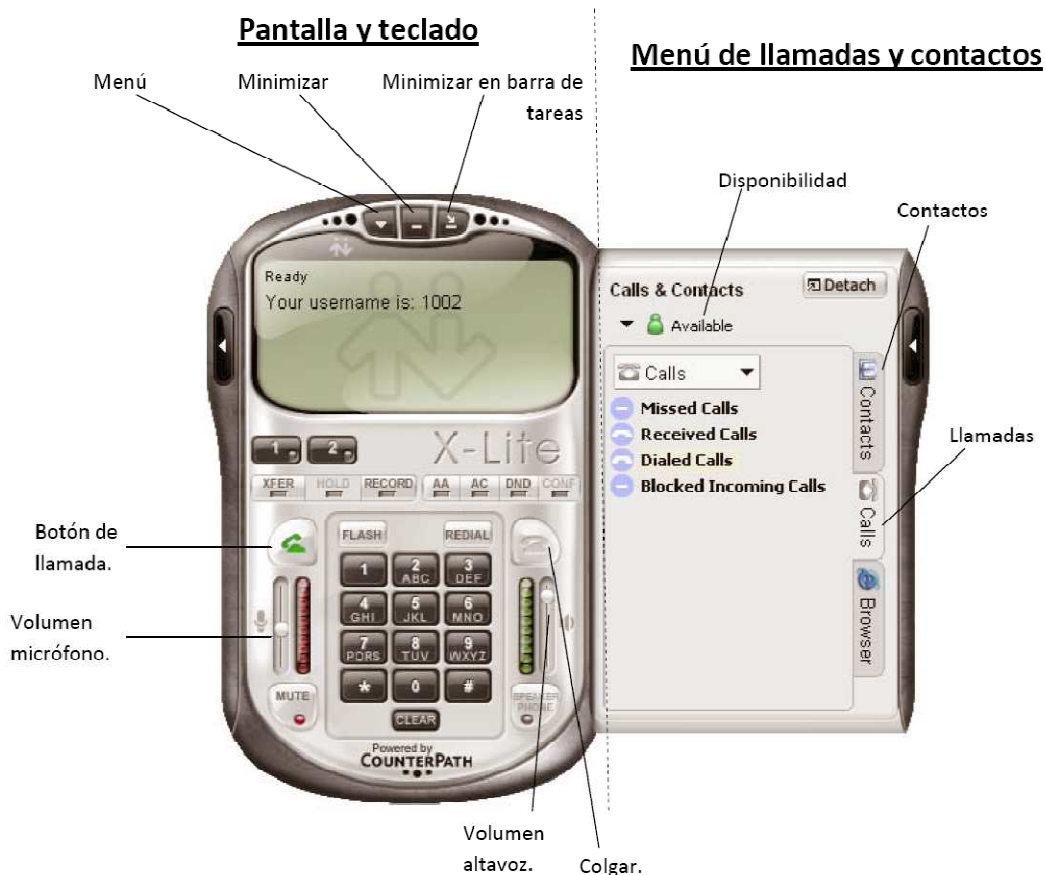 Pantalla y teclado
Menú de llamadas y contactos
Menú
Minimizar
Minimizar en barra de
tareas
Disponibilidad
Contactos
Ready
Your username is: 1002
Calls & Contacts
Detach
Available
Calls
Missed Calls
Received Calls
Dialed Calls
Blocked Incoming Calls
Contacts
Calls
Browser
Llamadas
1
2
X-Lite
XFER
HOLD
RECORD
AA
AC
DND
CONF
Botón de
llamada.
FLASH
REDIAL
1
2
ABC
3
DEF
4
GHI
5
JKL
6
MNO
7
PQRS
8
TUV
9
WXYZ
*
0
#
CLEAR
Volumen
micrófono.
MUTE
SPEAKER
PHONE
Powered by
COUNTERPATH
Volumen
altavoz.
Colgar.